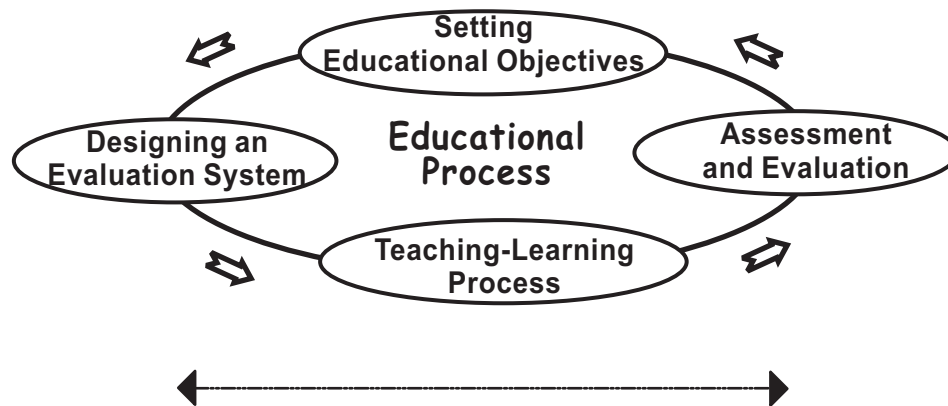 Setting
Educational Objectives
Designing an
Evaluation System
Educational
Process
Assessment
and Evaluation
Teaching-Learning
Process